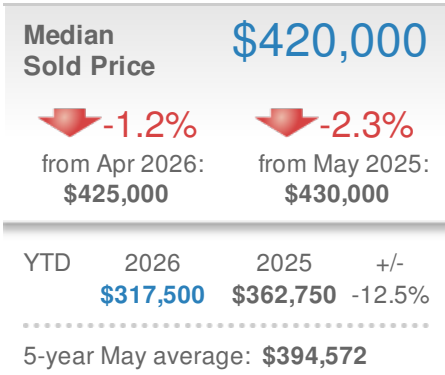 Median
Sold Price
$420,000
-1.2%
from Apr 2026:
$425,000
-2.3%
from May 2025:
$430,000
YTD 2026 2025 +/-
$317,500 $362,750 -12.5%
5-year May average: $394,572